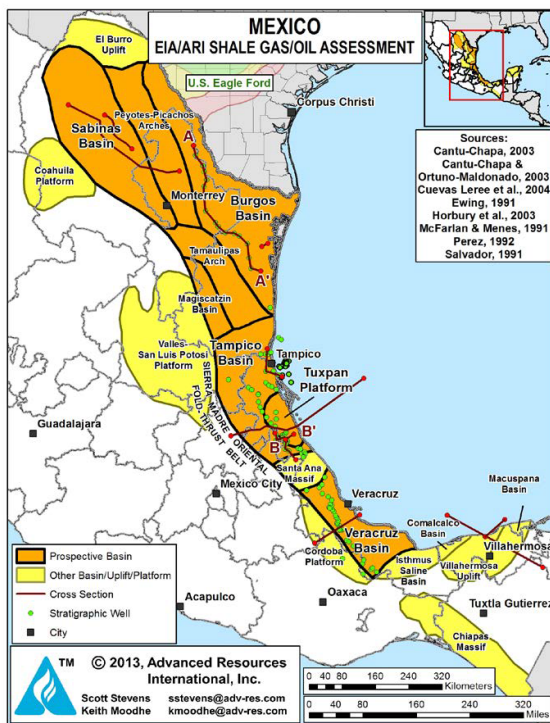 MEXICO
EIA/ARI SHALE GAS/OIL ASSESSMENT
El Burro
Uplift
U.S. Eagle Ford
Corpus Christi
Peyotes-Picachos
Arches
Sabinas
Basin
A
Sources:
Cantu-Chapa, 2003
Cantu-Chapa &
Ortuno-Maldonado, 2003
Cuevas Leree et al., 2004
Ewing, 1991
Horbury et al., 2003
McFarlan & Menes, 1991
Perez, 1992
Salvador, 1991
Coahuila
Platform
Monterrey
Burgos
Basin
Tamaulipas
Arch
A'
Magiscatzin
Basin
Valles-
San Luis Potosi
Platform
Tampico
Basin
Tampico
Tuxpan
Platform
SIERRA MADRE ORIENTAL
FOLD-THRUST BELT
Guadalajara
B
B'
Santa Ana
Massif
Mexico City
Veracruz
Macuspana
Basin
Comalcalco
Basin
Villahermosa
Veracruz
Basin
Cordoba
Platform
Isthmus
Saline
Basin
Villahermosa
Uplift
Prospective Basin
Other Basin/Uplift/Platform
Cross Section
Stratigraphic Well
City
Acapulco
Oaxaca
Tuxtla Gutierrez
Chiapas
Massif
TM
© 2013, Advanced Resources
International, Inc.
Scott Stevens sstevens@adv-res.com
Keith Moodhe kmoodhe@adv-res.com
0 40 80 160 240 320
Kilometers
0 40 80 160 240 320
Miles